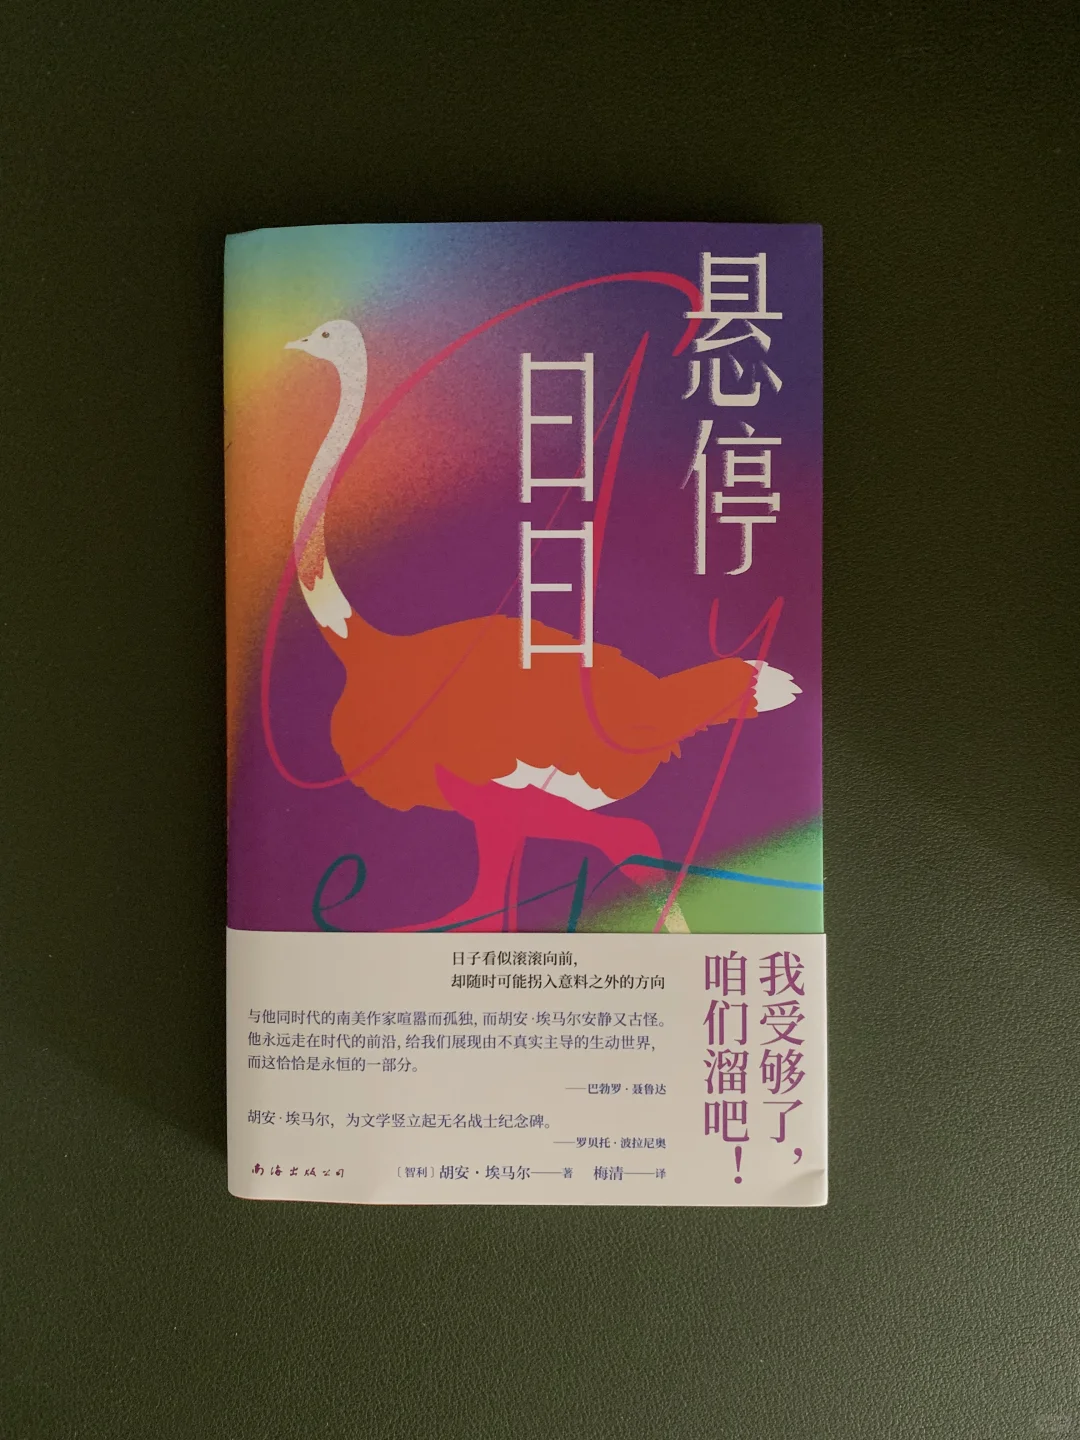 悬停
日日
日子看似滚滚向前，
却随时可能拐入意料之外的方向
与他同时代的南美作家喧嚣而孤独，而胡安·埃马尔安静又古怪。
他永远走在时代的前沿，给我们展现由不真实主导的生动世界，
而这恰恰是永恒的一部分。
——巴勃罗·聂鲁达
胡安·埃马尔，为文学竖立起无名战士纪念碑。
——罗贝托·波拉尼奥
南海出版公司
〔智利〕胡安·埃马尔——著 梅清——译
我受够了，
咱们溜吧！